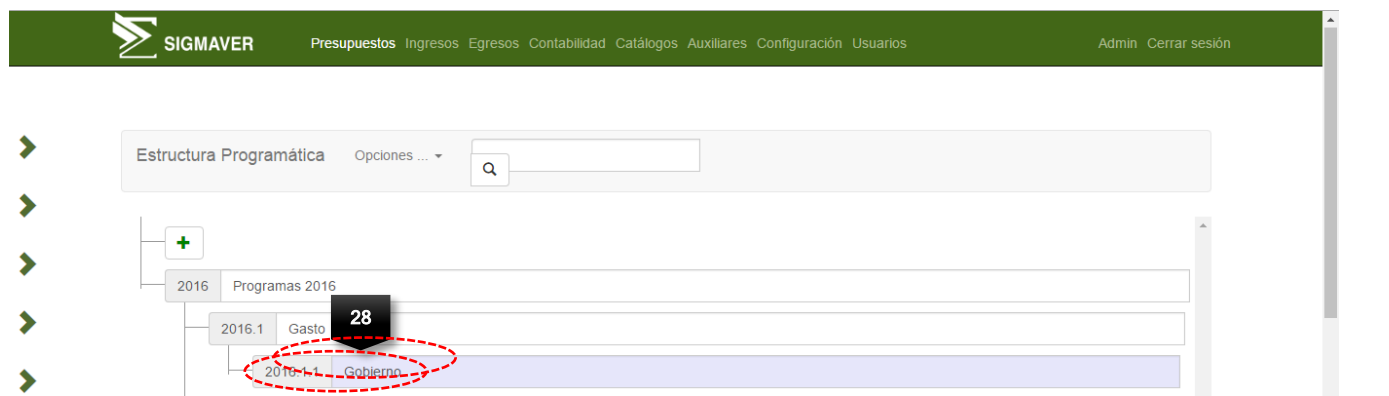 SIGMAVER Presupuestos Ingresos Egresos Contabilidad Catálogos Auxiliares Configuración Usuarios Admin Cerrar sesión
Estructura Programática Opciones ...
2016 Programas 2016
28
2016.1 Gasto
2016.1.1 Gobierno